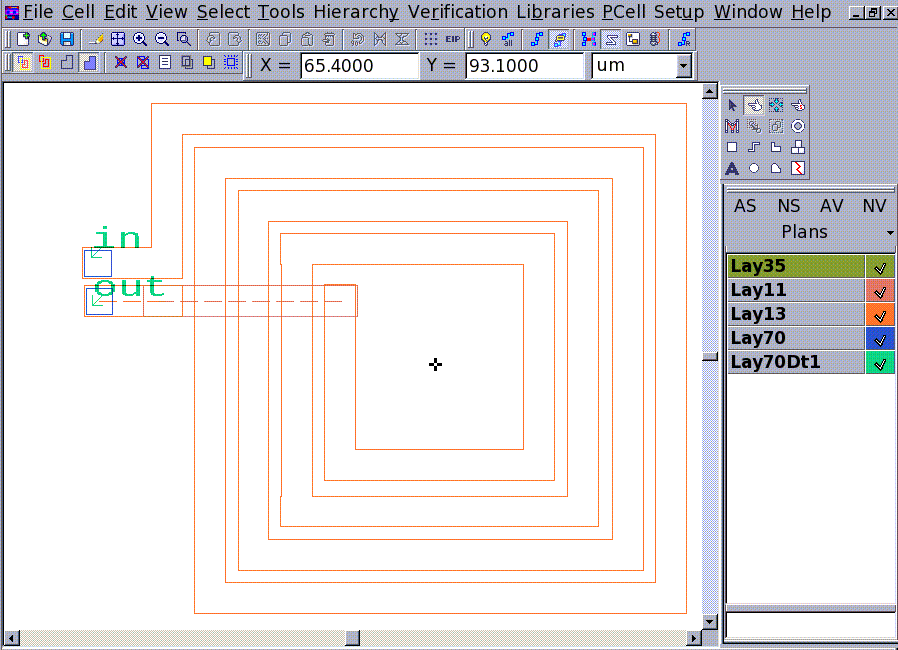 File Cell Edit View Select Tools Hierarchy Verification Libraries PCell Setup Window Help
EIP
X = 65.4000 Y = 93.1000 um
AS NS AV NV
Plans
Lay35
Lay11
Lay13
Lay70
Lay70Dt1
in
out